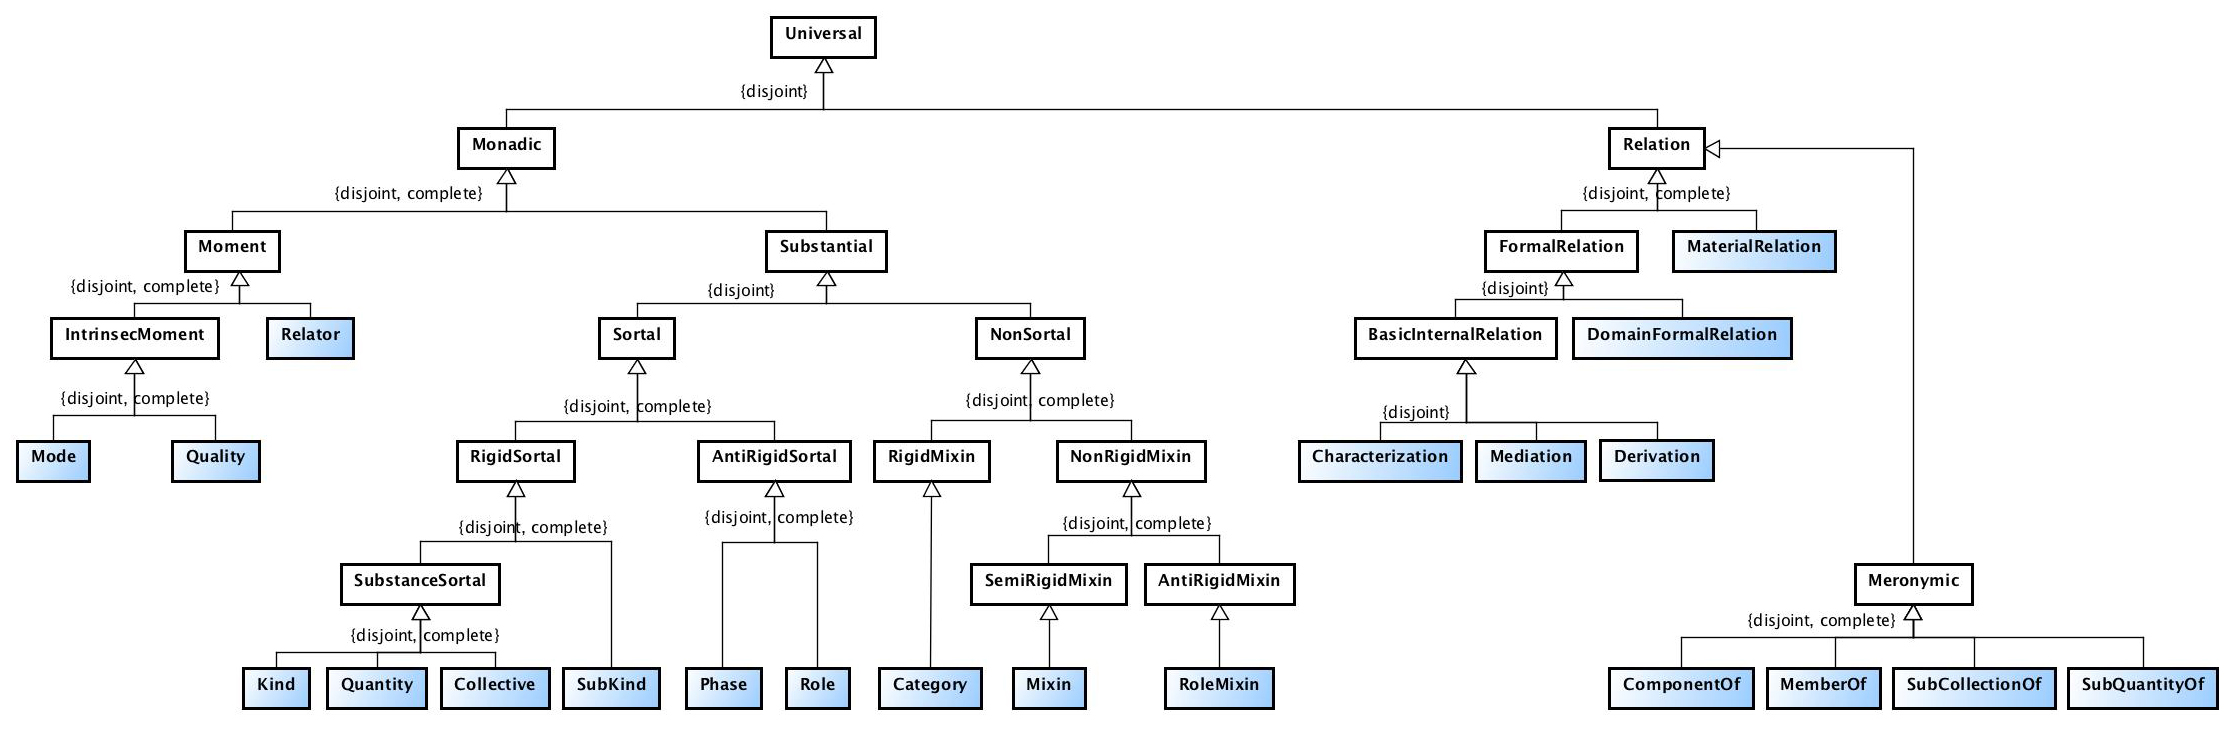 Universal
{disjoint}
Monadic
Relation
{disjoint, complete}
{disjoint, complete}
Moment
Substantial
FormalRelation
MaterialRelation
{disjoint, complete}
{disjoint}
{disjoint}
IntrinsecMoment
Relator
Sortal
NonSortal
BasicInternalRelation
DomainFormalRelation
{disjoint, complete}
{disjoint, complete}
{disjoint, complete}
{disjoint}
Mode
Quality
RigidSortal
AntiRigidSortal
RigidMixin
NonRigidMixin
Characterization
Mediation
Derivation
{disjoint, complete}
{disjoint, complete}
{disjoint, complete}
SubstanceSortal
SemiRigidMixin
AntiRigidMixin
Meronymic
{disjoint, complete}
{disjoint, complete}
Kind
Quantity
Collective
SubKind
Phase
Role
Category
Mixin
RoleMixin
ComponentOf
MemberOf
SubCollectionOf
SubQuantityOf